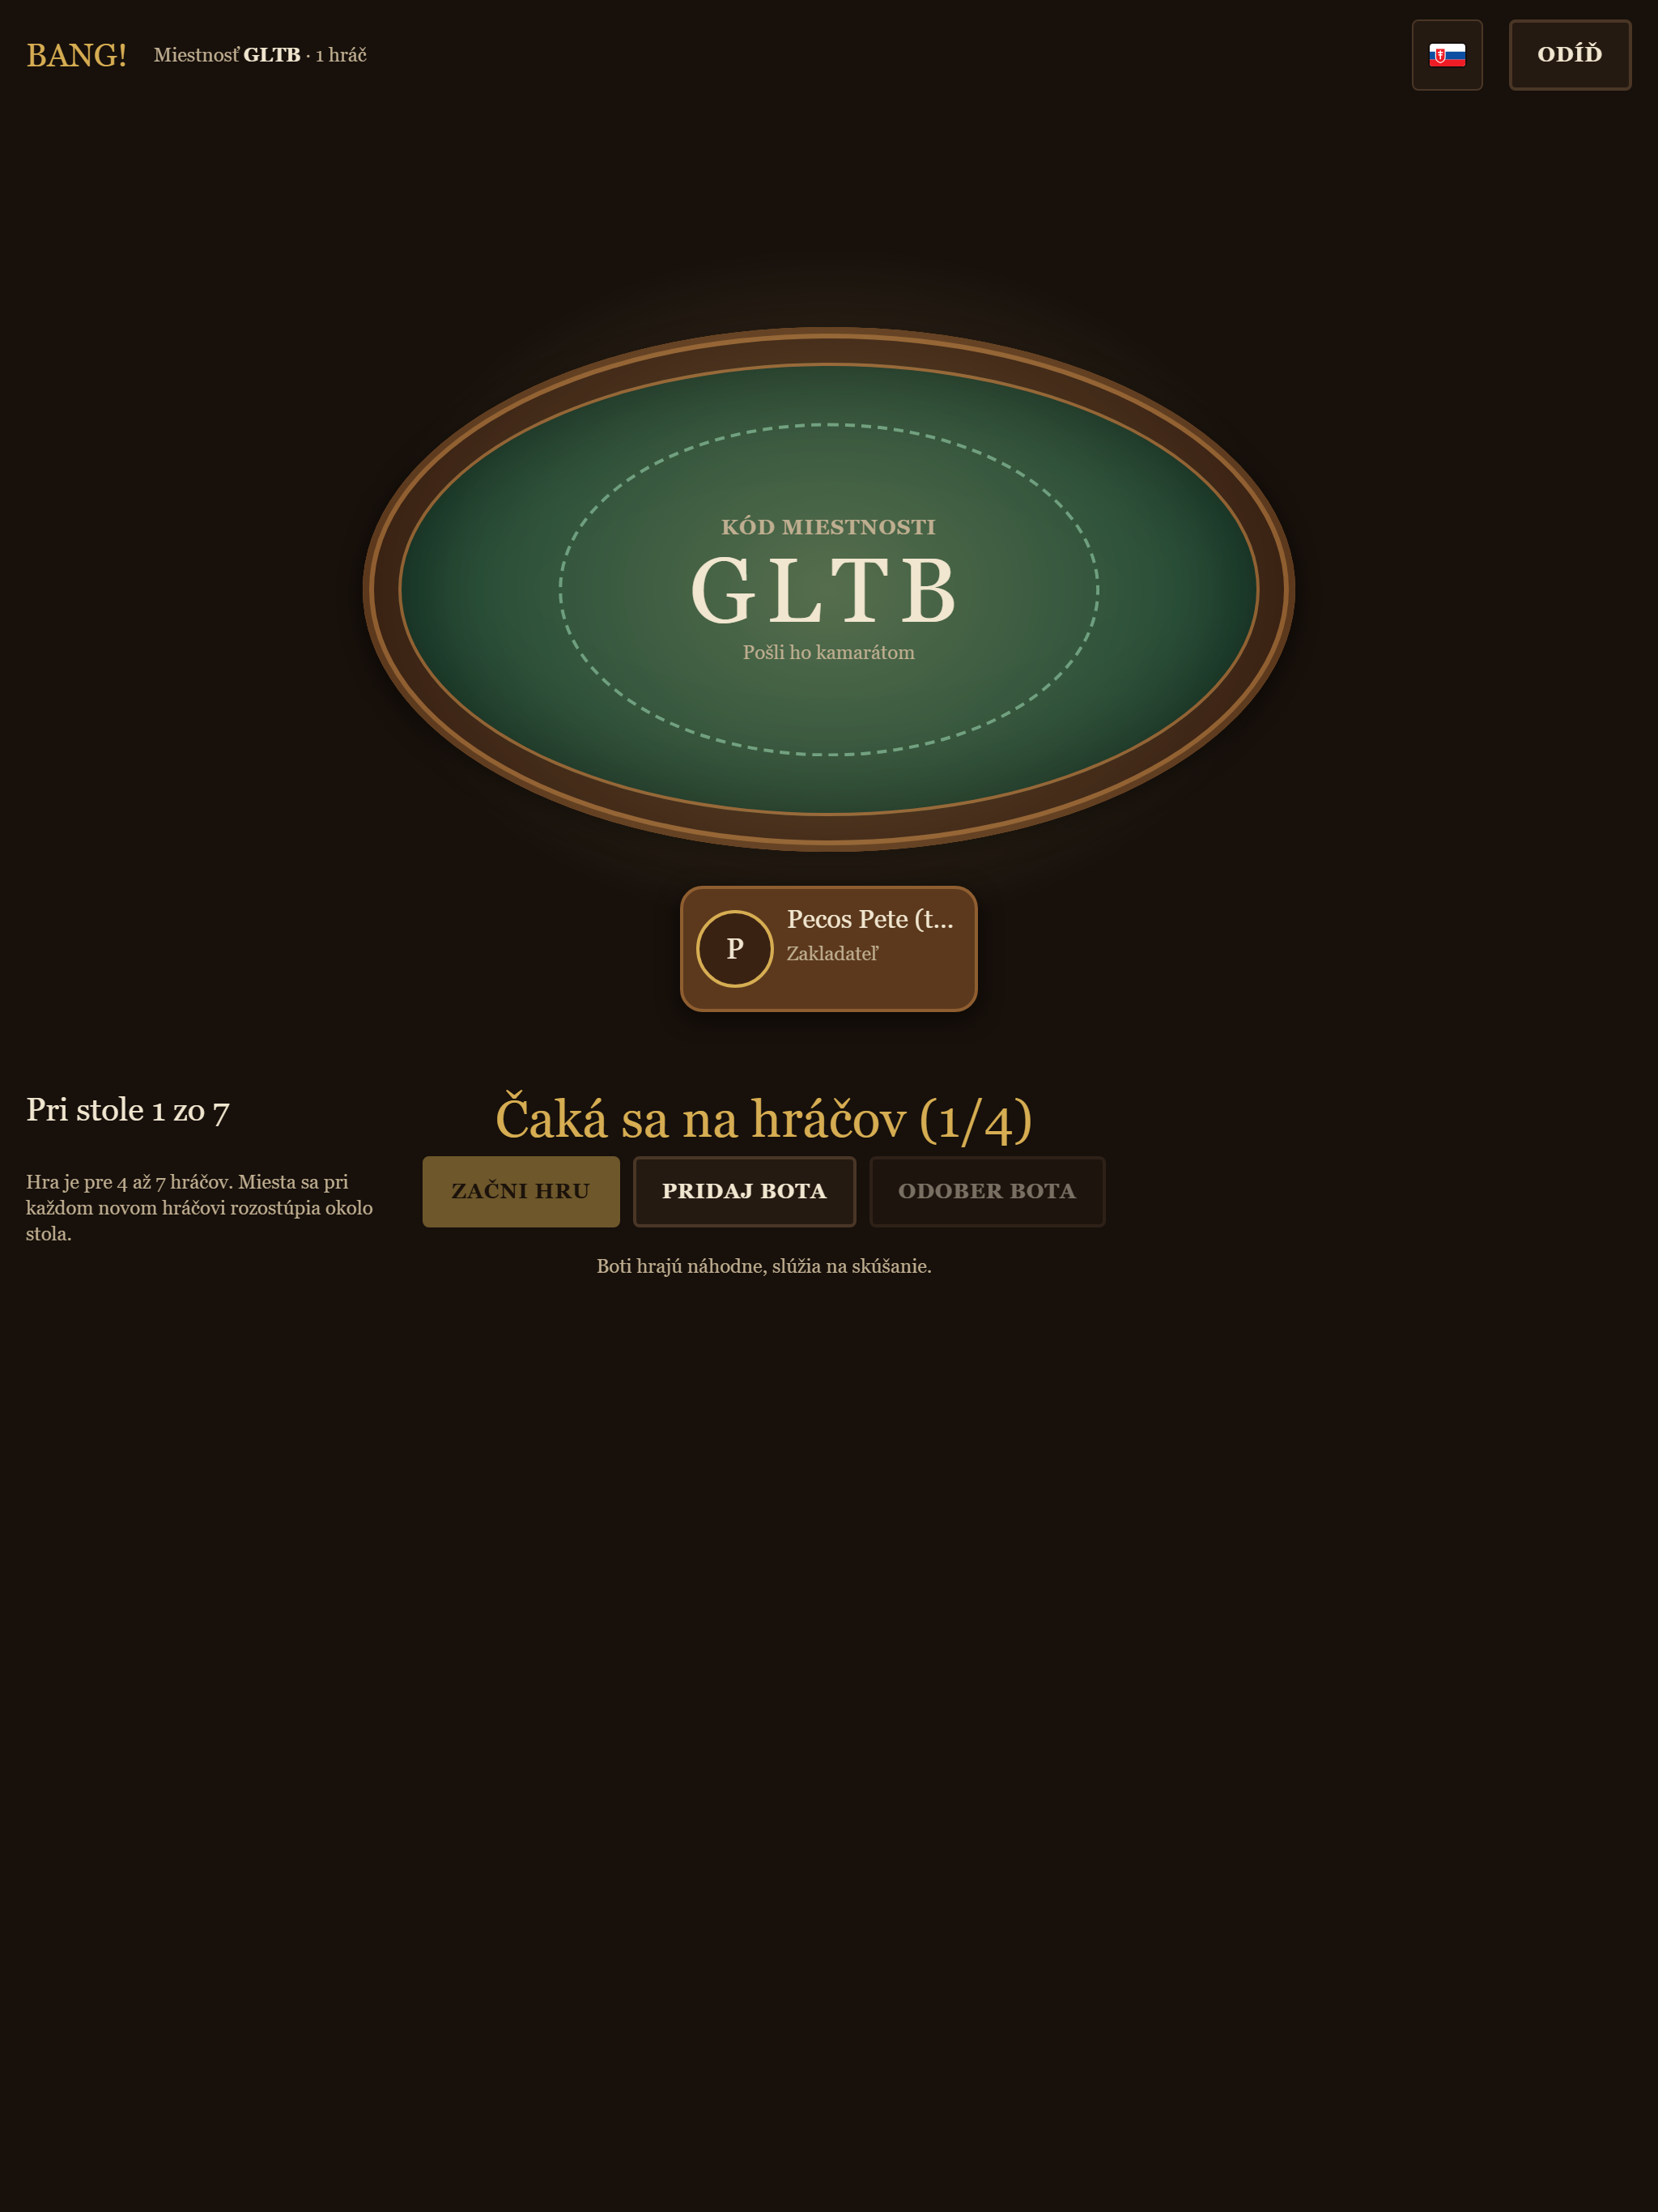 BANG!
Miestnosť GLTB · 1 hráč
ODÍĎ
KÓD MIESTNOSTI
GLTB
Pošli ho kamarátom
P
Pecos Pete (t...
Zakladateľ
Pri stole 1 zo 7
Hra je pre 4 až 7 hráčov. Miesta sa pri
každom novom hráčovi rozostúpia okolo
stola.
Čaká sa na hráčov (1/4)
ZAČNI HRU
PRIDAJ BOTA
ODOBER BOTA
Boti hrajú náhodne, slúžia na skúšanie.